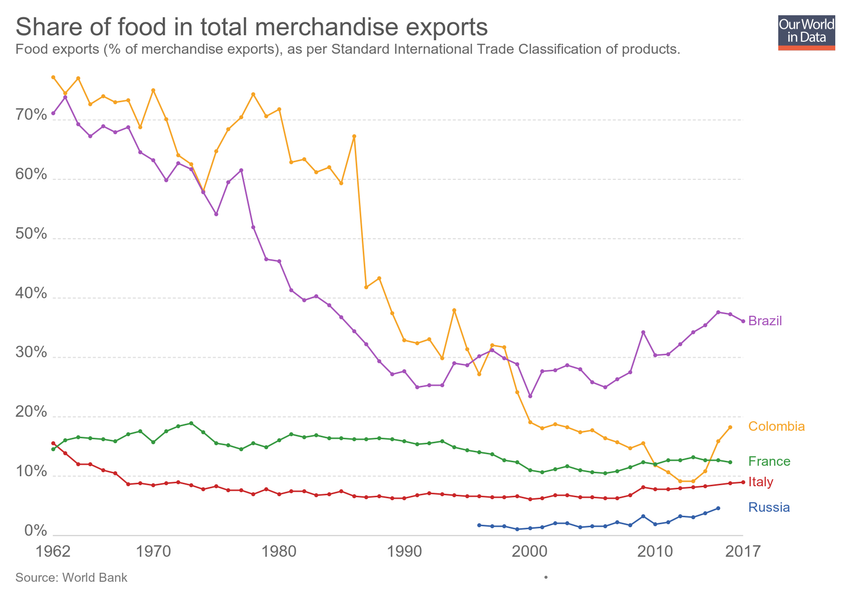 Share of food in total merchandise exports
Food exports (% of merchandise exports), as per Standard International Trade Classification of products.
Our World
in Data
70%
60%
50%
40%
30%
20%
10%
0%
1962
1970
1980
1990
2000
2010
2017
Brazil
Colombia
France
Italy
Russia
Source: World Bank